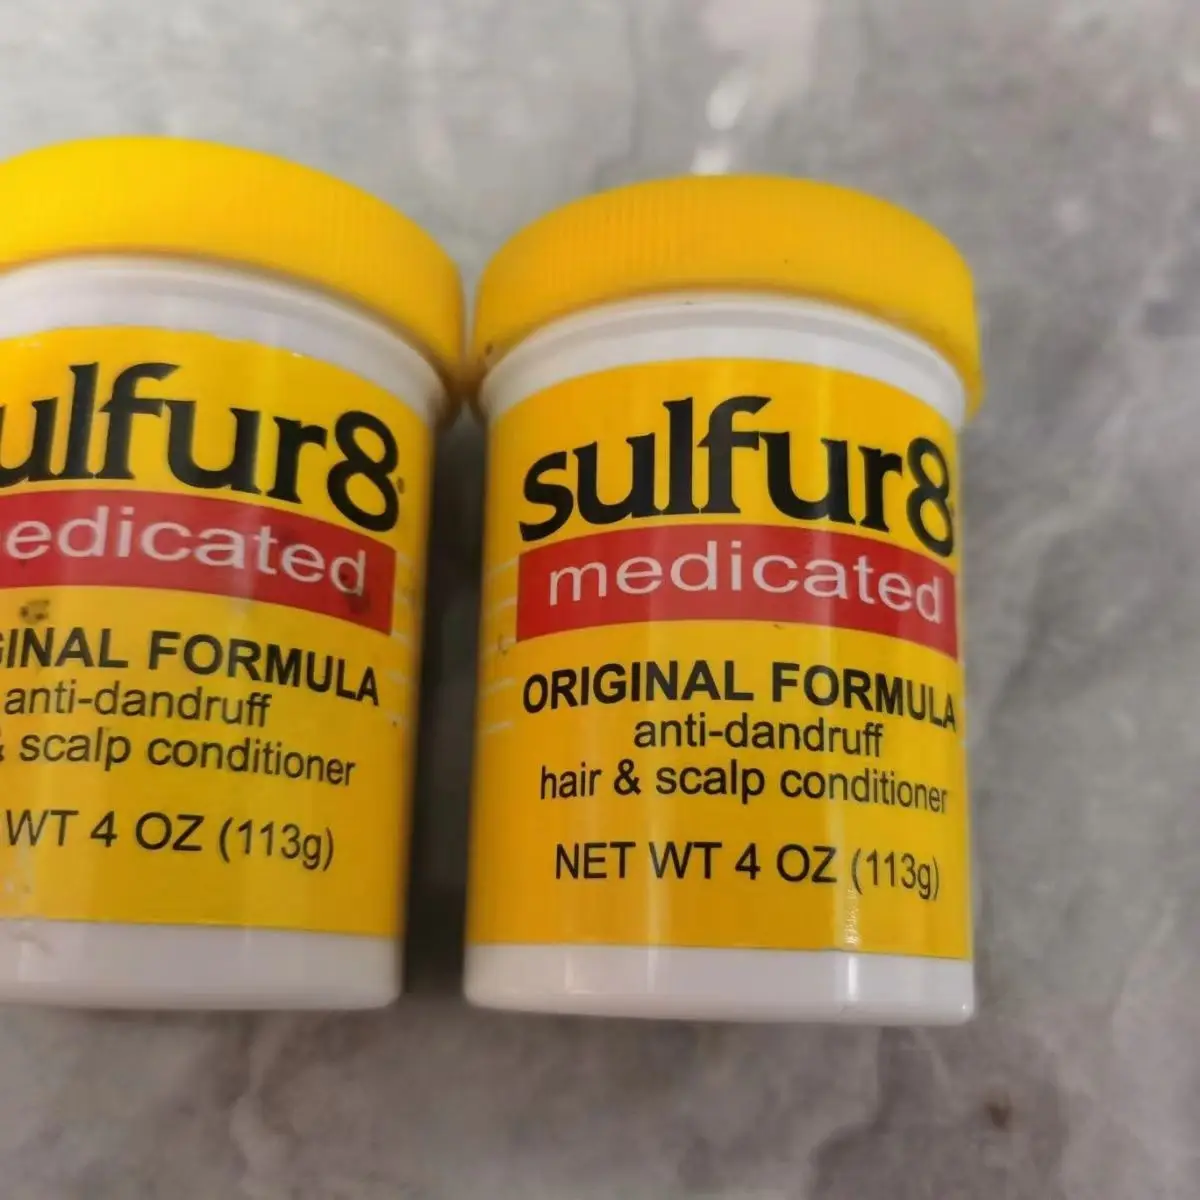 ulfur8
edicated
GINAL FORMULA
anti-dandruff
& scalp conditioner
WT 4 OZ (113g)
sulfur8
medicated
ORIGINAL FORMULA
anti-dandruff
hair & scalp conditioner
NET WT 4 OZ (113g)